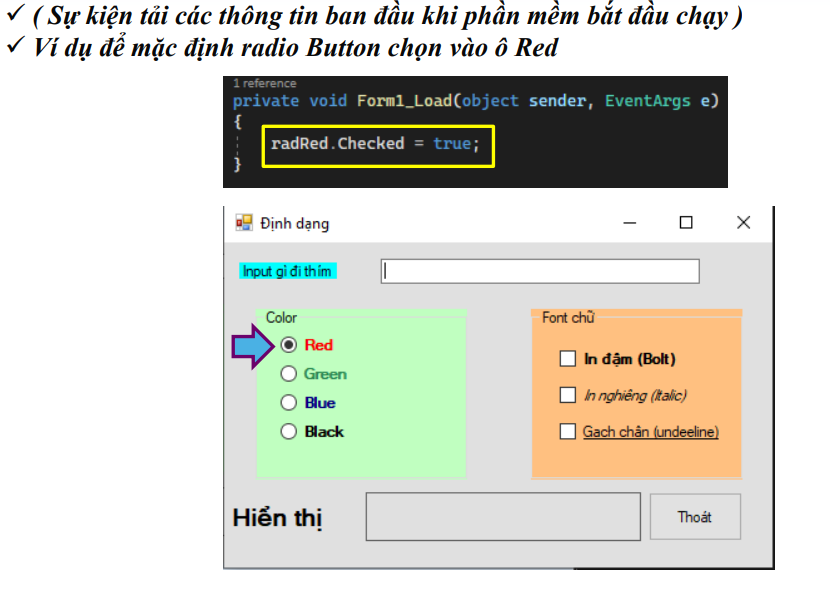 ✓ ( Sự kiện tải các thông tin ban đầu khi phần mềm bắt đầu chạy )
✓ Ví dụ để mặc định radio Button chọn vào ô Red
1 reference
private void Form1_Load(object sender, EventArgs e)
{
radRed.Checked = true;
}
Định dạng
Input gì đi thím
Color
Red
Green
Blue
Black
Font chữ
In đậm (Bolt)
In nghiêng (Italic)
Gạch chân (undeeline)
Hiển thị
Thoát